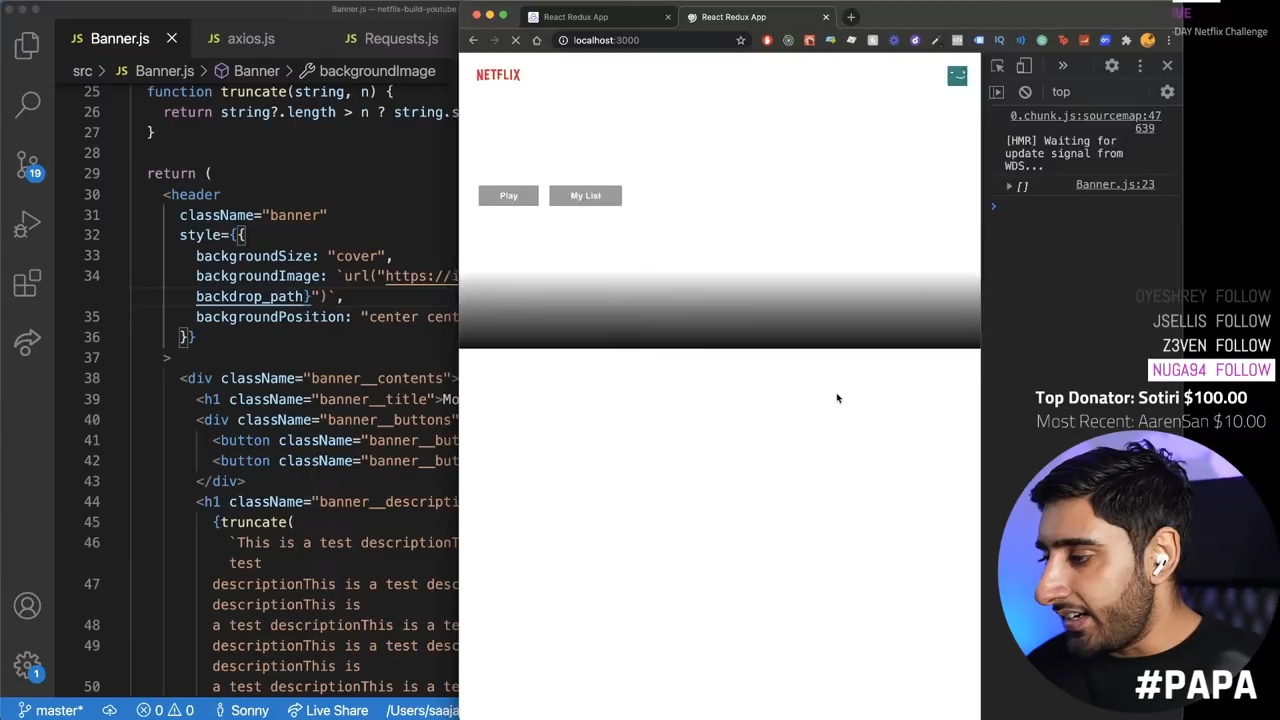 Banner.js — netflix-build-youtube
Banner.js
axios.js
Requests.js
src > Banner.js > Banner > backgroundImage
25 function truncate(string, n) {
26 return string?.length > n ? string.s
27 }
28
29 return (
30 <header
31 className="banner"
32 style={{
33 backgroundSize: "cover",
34 backgroundImage: `url("https://i
backdrop_path}")`,
35 backgroundPosition: "center cent
36 }}
37 >
38 <div className="banner__contents">
39 <h1 className="banner__title">Mo
40 <div className="banner__buttons">
41 <button className="banner__but
42 <button className="banner__but
43 </div>
44 <h1 className="banner__descripti
45 {truncate(
46 `This is a test descriptionT
test
47 descriptionThis is a test desc
descriptionThis is
48 a test descriptionThis is a te
49 descriptionThis is a test desc
descriptionThis is
50 a test descriptionThis is a te
19
1
master*
0 0
Sonny
Live Share
/Users/saaja
React Redux App
React Redux App
localhost:3000
NETFLIX
Play
My List
top
0.chunk.js:sourcemap:47
639
[HMR] Waiting for
update signal from
WDS...
[] Banner.js:23
-DAY Netflix Challenge
DYESHREY FOLLOW
JSELLIS FOLLOW
Z3VEN FOLLOW
NUGA94 FOLLOW
Top Donator: Sotiri $100.00
Most Recent: AarenSan $10.00
#PAPA